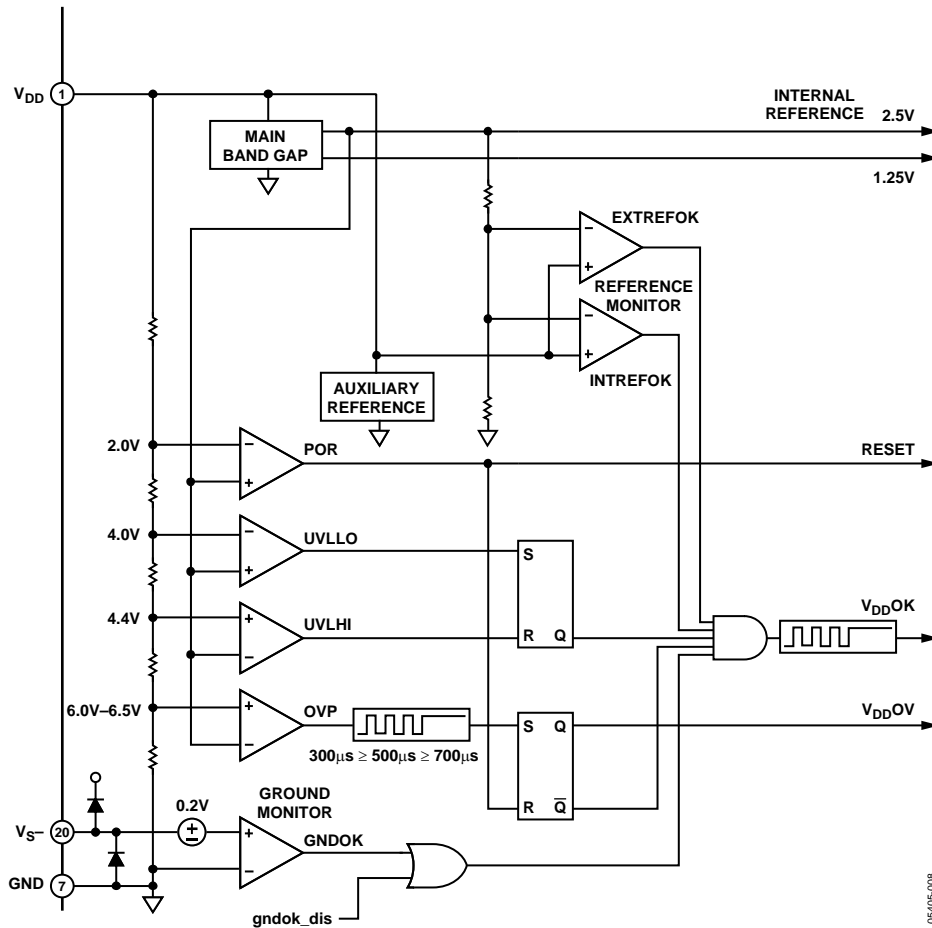 VDD 1
MAIN
BAND GAP
INTERNAL
REFERENCE
2.5V
1.25V
EXTREFOK
−
+
REFERENCE
MONITOR
−
+
INTREFOK
AUXILIARY
REFERENCE
2.0V
−
+
POR
RESET
4.0V
−
+
UVLLO
S
4.4V
+
−
UVLHI
R Q
VDDOK
6.0V–6.5V
+
−
OVP
300µs ≥ 500µs ≥ 700µs
S Q
VDDOV
R Q̅
VS– 20
0.2V
±
GROUND
MONITOR
+
−
GNDOK
GND 7
gndok_dis
05405-008